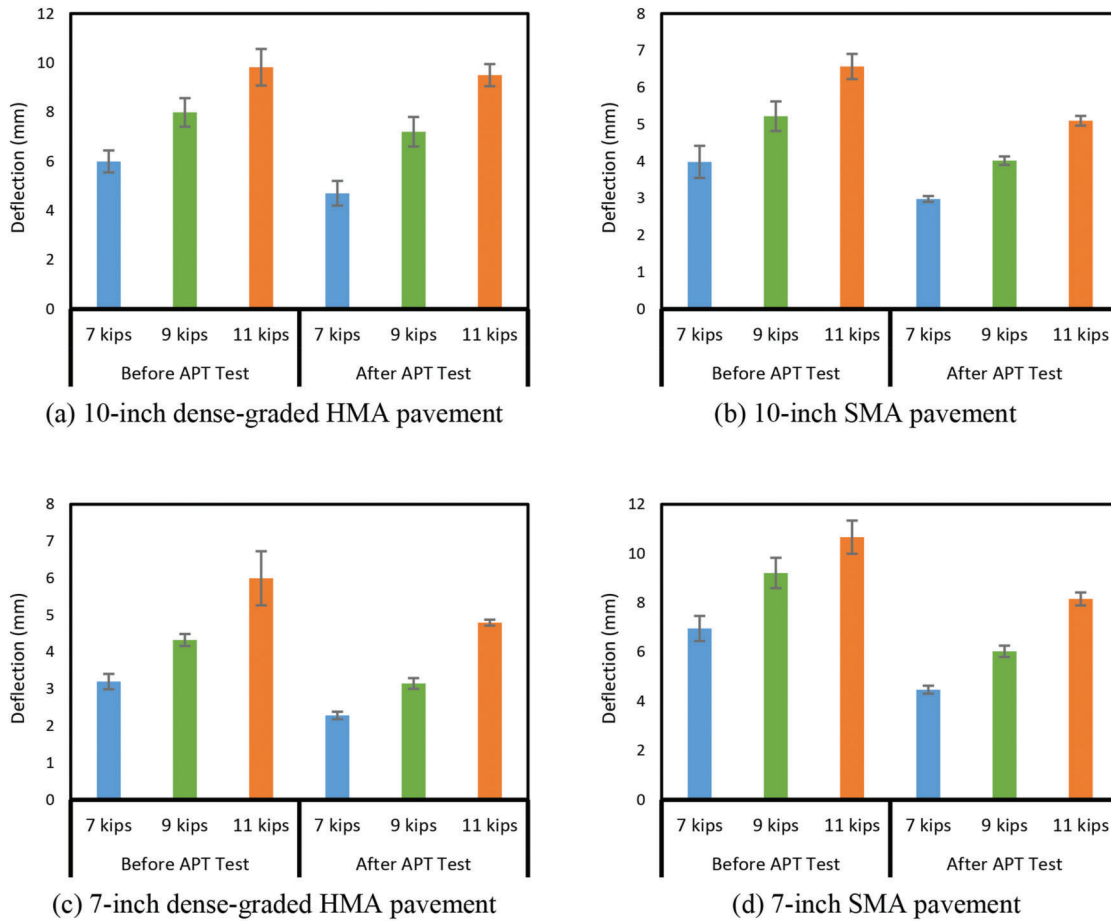 12
10
8
6
4
2
0
Deflection (mm)
7 kips 9 kips 11 kips 7 kips 9 kips 11 kips
Before APT Test After APT Test
(a) 10-inch dense-graded HMA pavement
8
7
6
5
4
3
2
1
0
Deflection (mm)
7 kips 9 kips 11 kips 7 kips 9 kips 11 kips
Before APT Test After APT Test
(b) 10-inch SMA pavement
8
7
6
5
4
3
2
1
0
Deflection (mm)
7 kips 9 kips 11 kips 7 kips 9 kips 11 kips
Before APT Test After APT Test
(c) 7-inch dense-graded HMA pavement
12
10
8
6
4
2
0
Deflection (mm)
7 kips 9 kips 11 kips 7 kips 9 kips 11 kips
Before APT Test After APT Test
(d) 7-inch SMA pavement